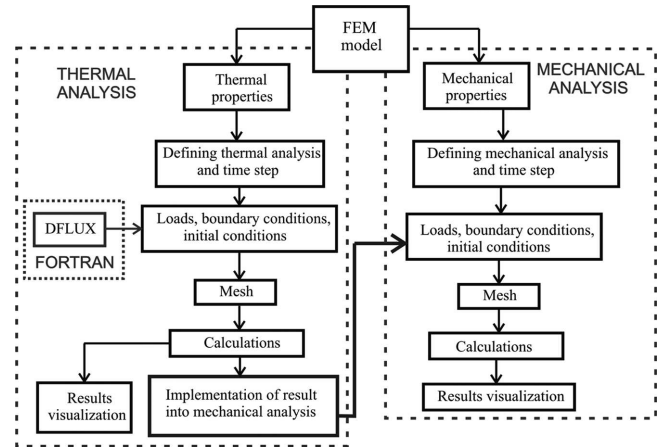 FEM
model
THERMAL
ANALYSIS
Thermal
properties
Defining thermal analysis
and time step
DFLUX
FORTRAN
Loads, boundary conditions,
initial conditions
Mesh
Calculations
Results
visualization
Implementation of result
into mechanical analysis
MECHANICAL
ANALYSIS
Mechanical
properties
Defining mechanical analysis
and time step
Loads, boundary conditions,
initial conditions
Mesh
Calculations
Results visualization